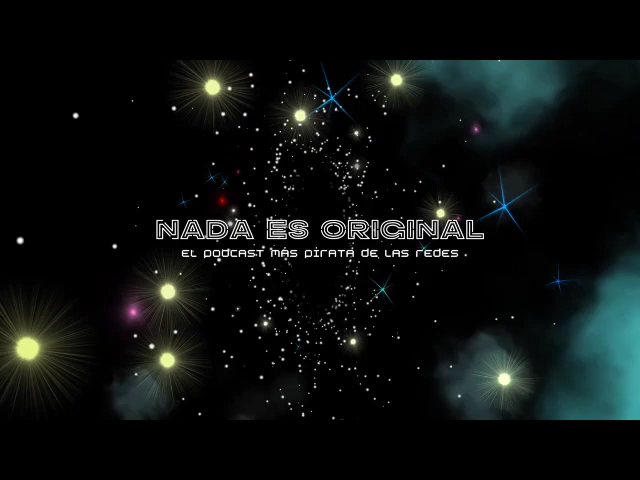 NADA ES ORIGINAL
EL PODCAST MÁS PIRATA DE LAS REDES